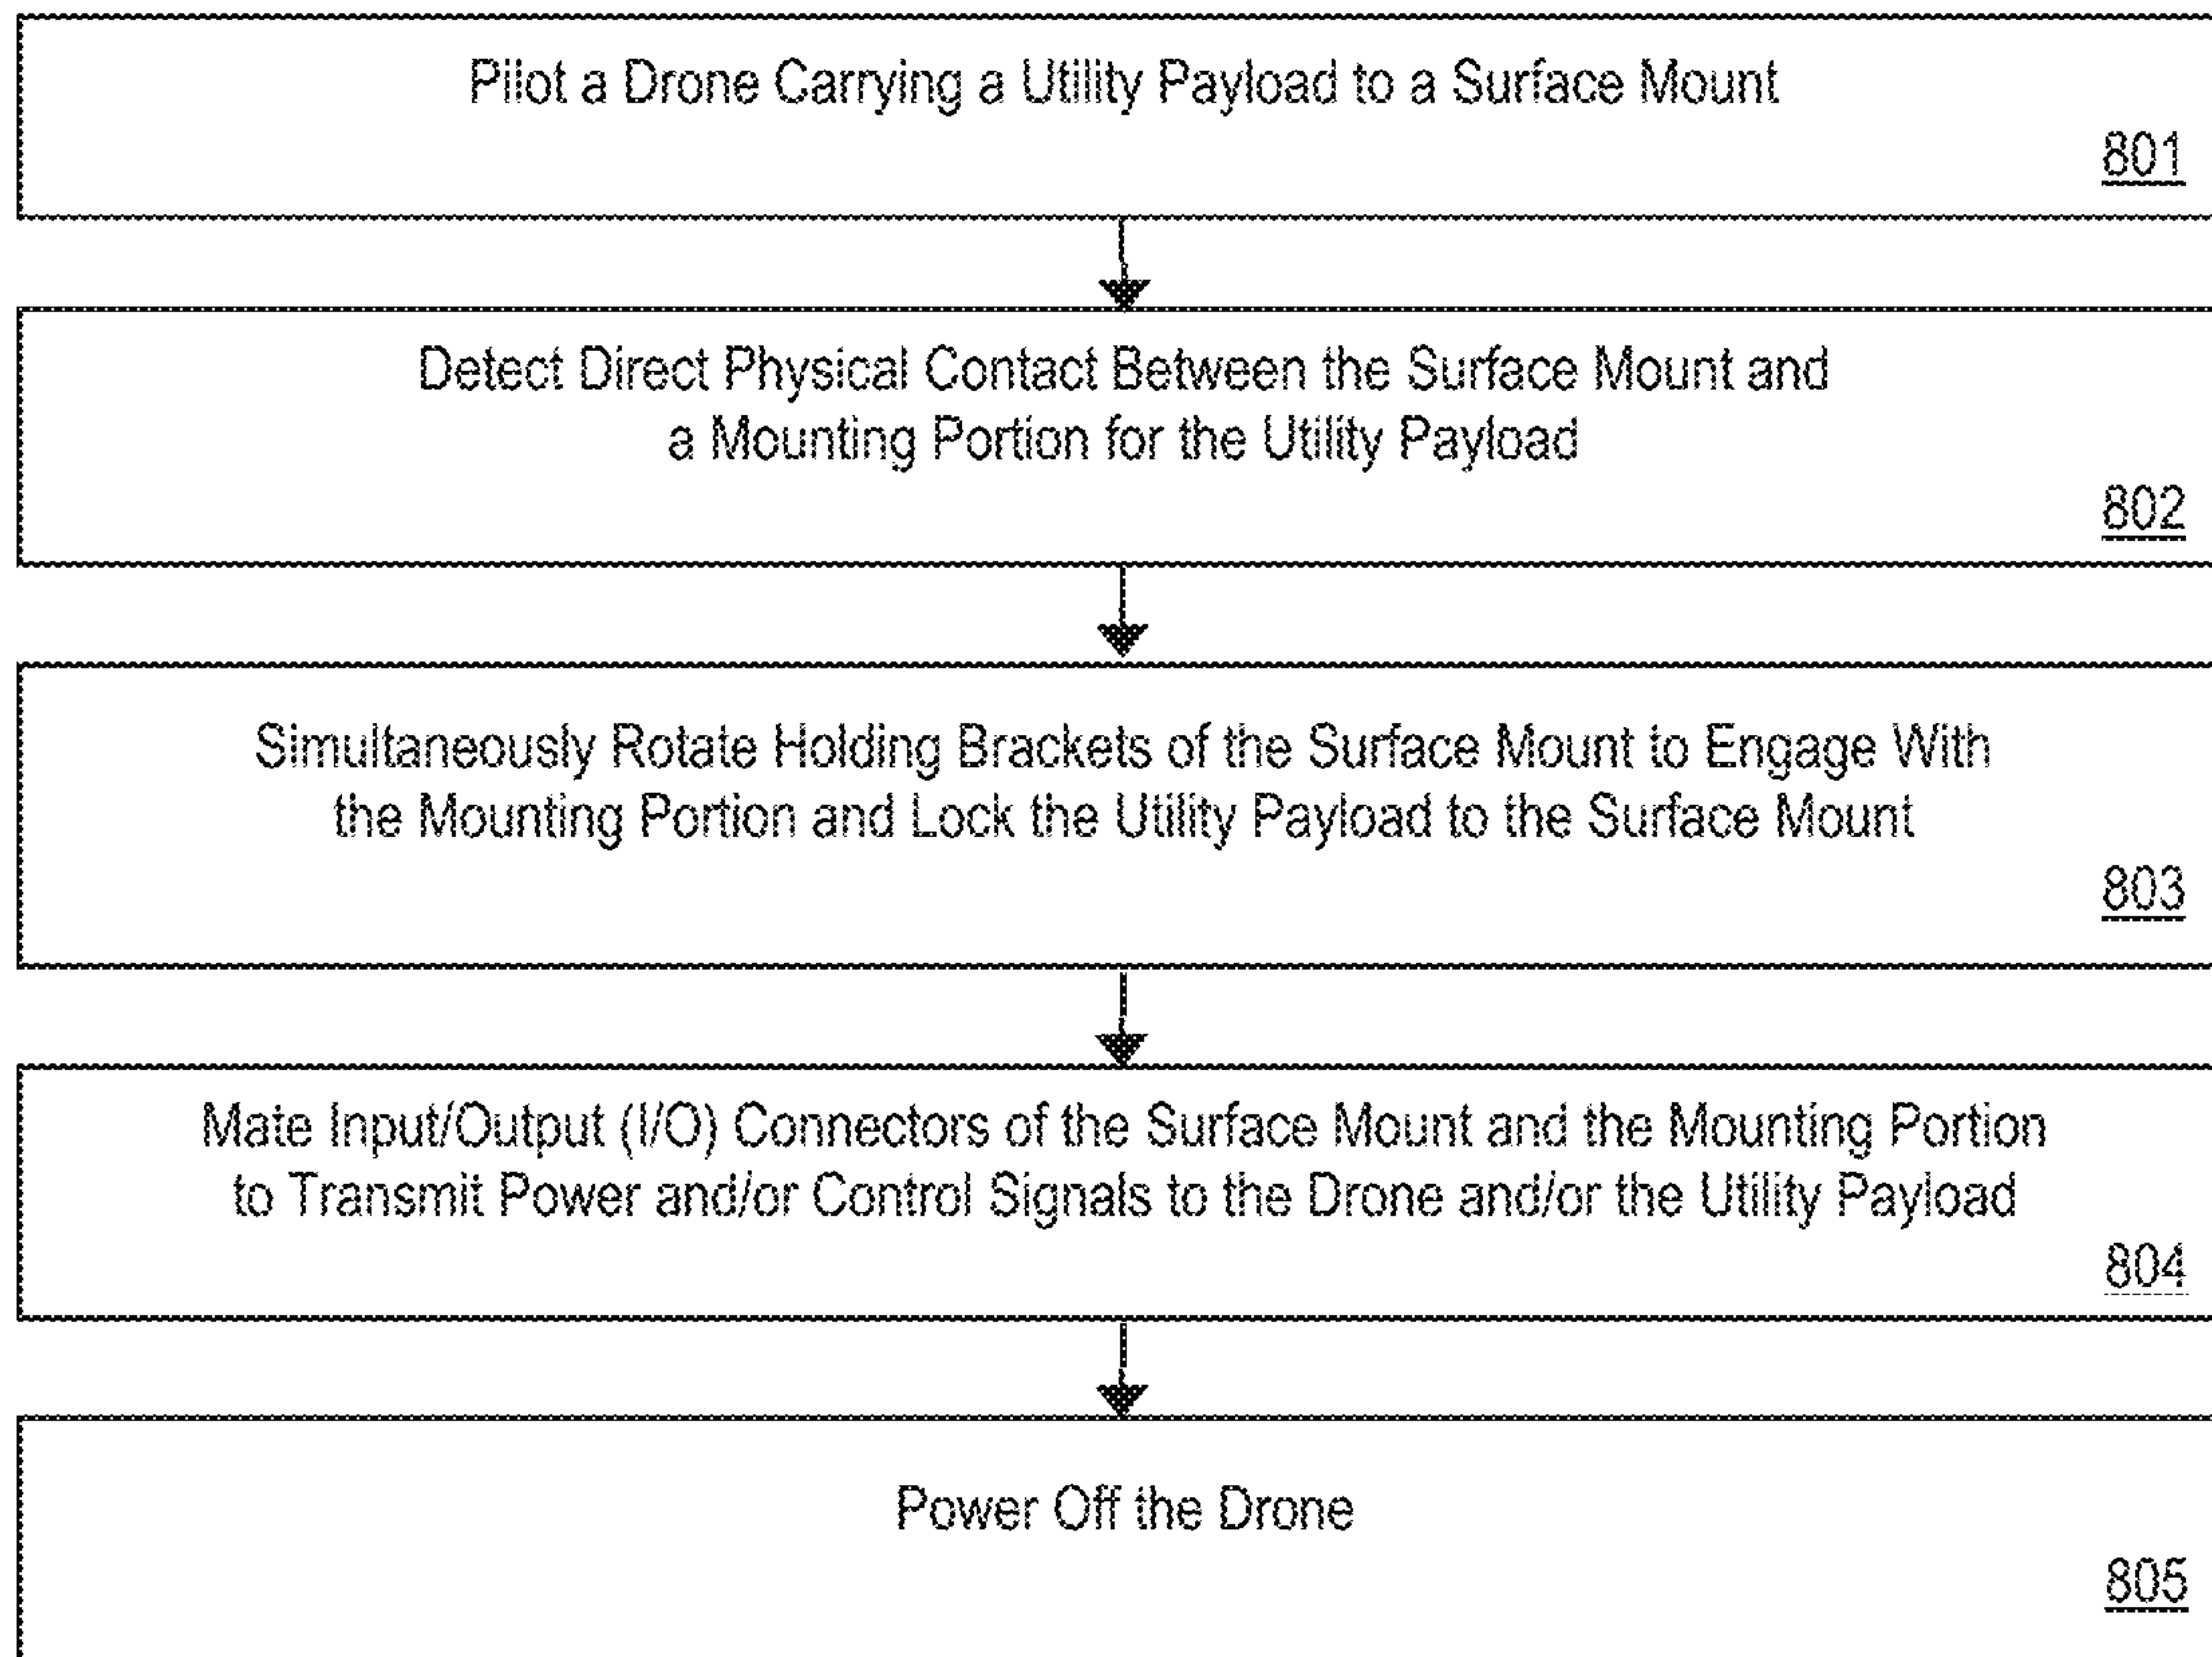 Pilot a Drone Carrying a Utility Payload to a Surface Mount
801
Detect Direct Physical Contact Between the Surface Mount and
a Mounting Portion for the Utility Payload
802
Simultaneously Rotate Holding Brackets of the Surface Mount to Engage With
the Mounting Portion and Lock the Utility Payload to the Surface Mount
803
Mate Input/Output (I/O) Connectors of the Surface Mount and the Mounting Portion
to Transmit Power and/or Control Signals to the Drone and/or the Utility Payload
804
Power Off the Drone
805